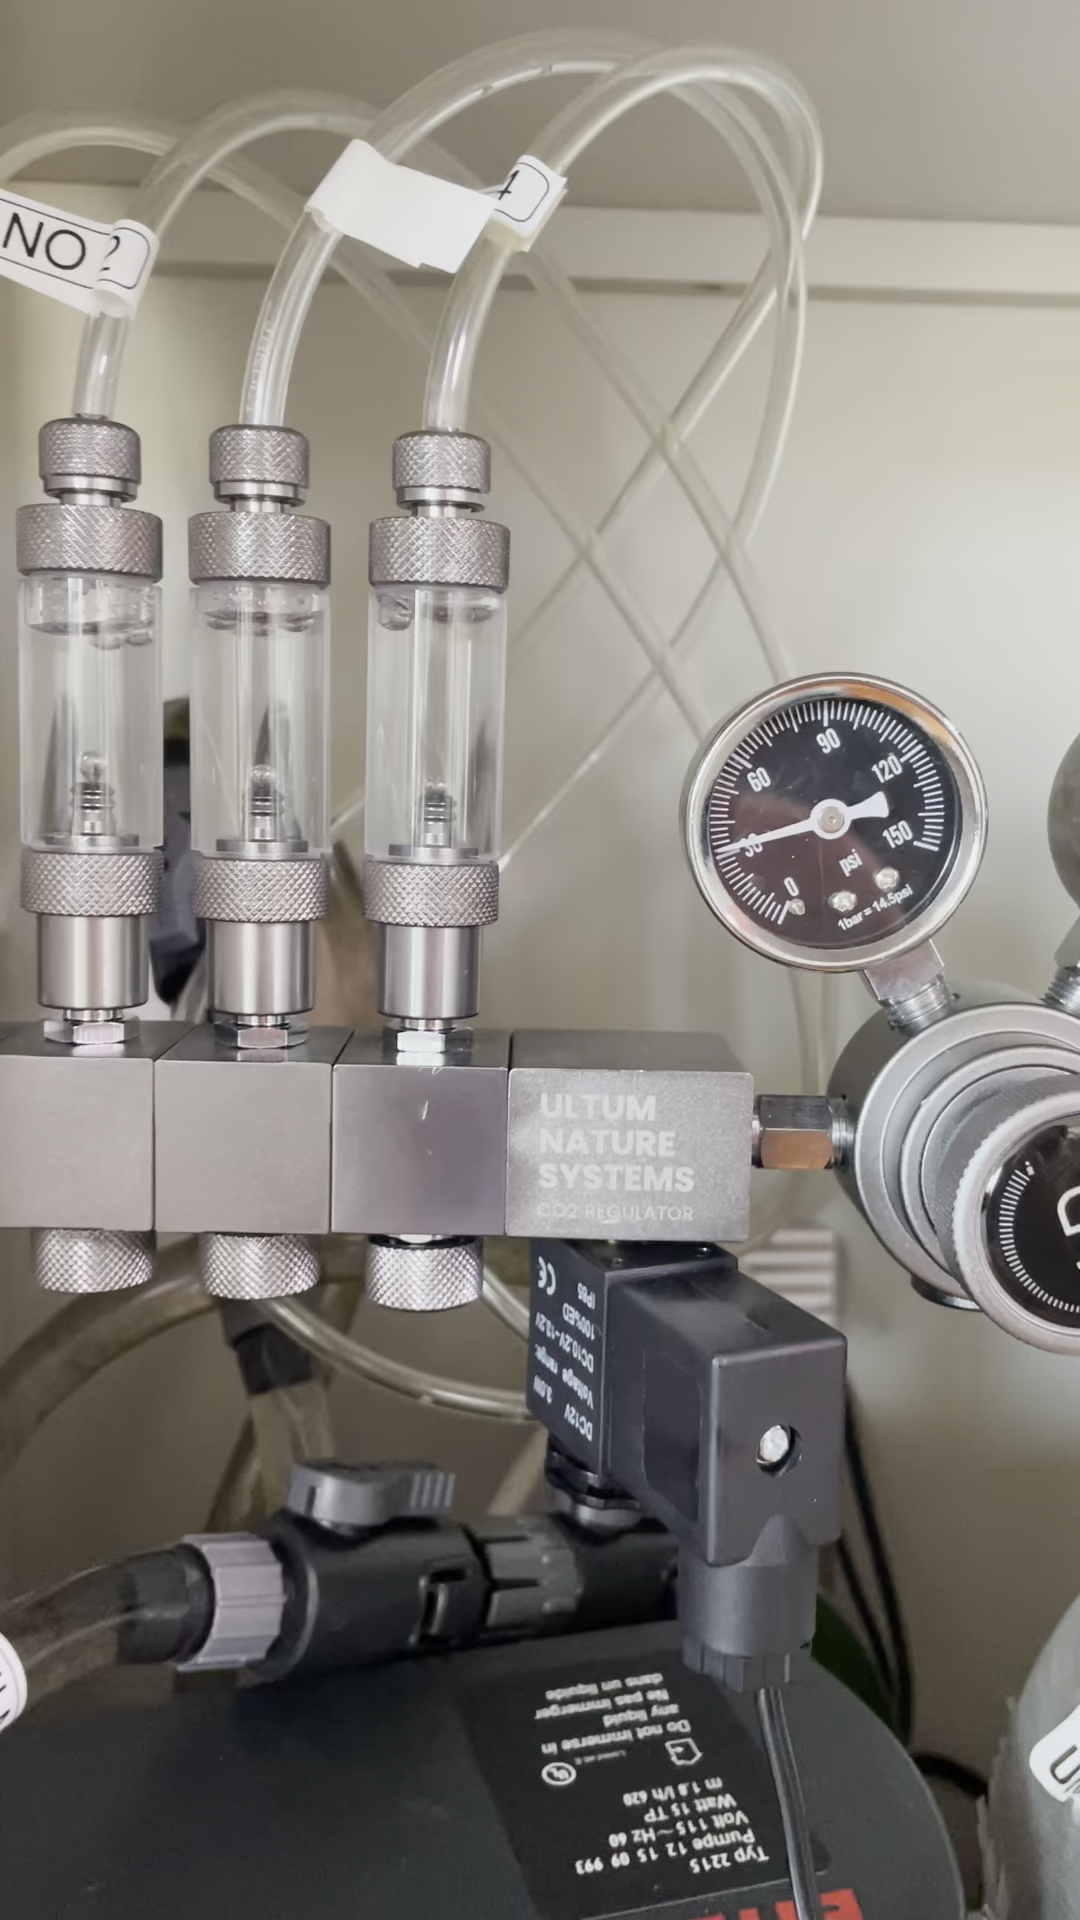 4
NO
2
90
60
120
30
150
0
psi
1bar = 14.5psi
ULTUM
NATURE
SYSTEMS
CO2 REGULATOR
DC12V 3.0W
Voltage range:
DC10.2V-13.2V
100%ED
IP65
CE
Typ 2215
Pumpe 12 15 09 993
Volt 115~Hz 60
Watt 15 TP
m 1.8 l/h 620
Do not immerse in
any liquid
Ne pas immerger
dans un liquide